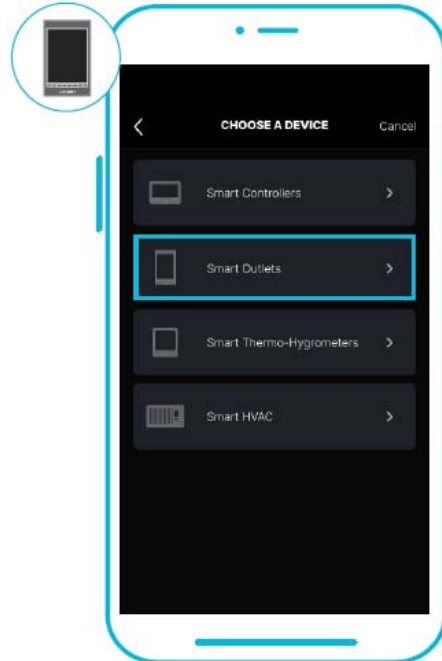 CHOOSE A DEVICE Cancel
Smart Controllers
Smart Outlets
Smart Thermo-Hygrometers
Smart HVAC